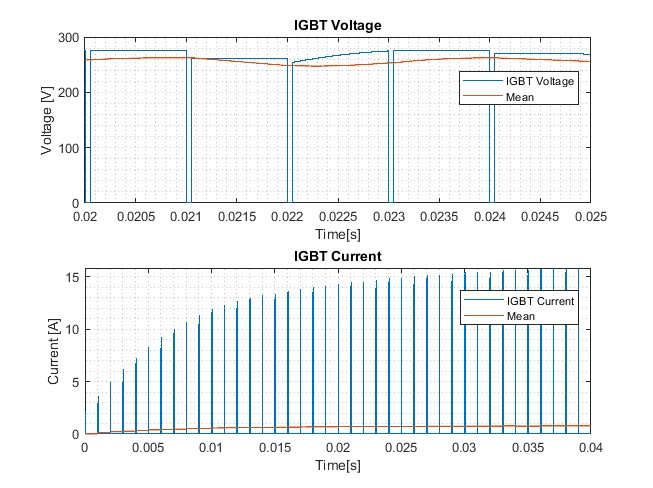 IGBT Voltage
300
200
100
0
Voltage [V]
IGBT Voltage
Mean
0.02 0.0205 0.021 0.0215 0.022 0.0225 0.023 0.0235 0.024 0.0245 0.025
Time[s]
IGBT Current
15
10
5
0
Current [A]
IGBT Current
Mean
0 0.005 0.01 0.015 0.02 0.025 0.03 0.035 0.04
Time[s]